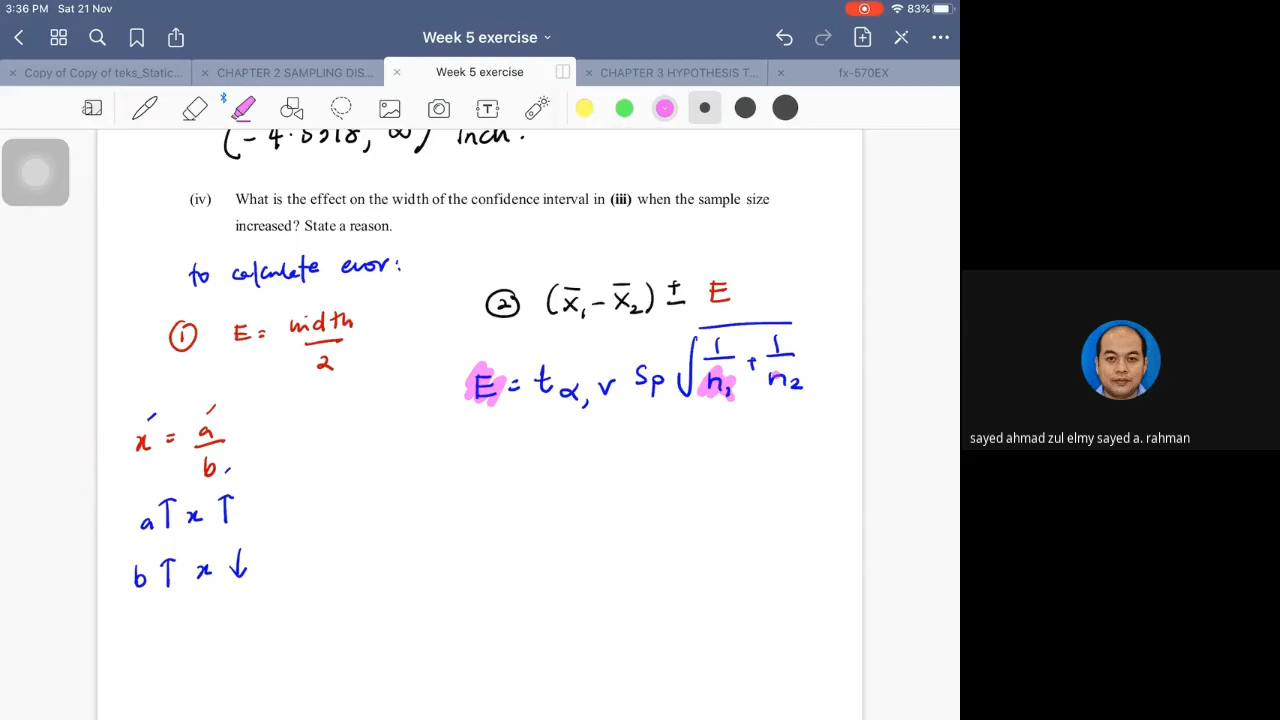 3:36 PM Sat 21 Nov
83%
Week 5 exercise
Copy of Copy of teks_Static...
CHAPTER 2 SAMPLING DIS...
Week 5 exercise
CHAPTER 3 HYPOTHESIS T...
fx-570EX
∞) inch.
(iv) What is the effect on the width of the confidence interval in (iii) when the sample size
increased? State a reason.
to calculate error:
① E = width / 2
② (x̄₁ - x̄₂) ± E
E = t α, v Sp √(1/n₁ + 1/n₂)
x = a / b
a ↑ x ↑
b ↑ x ↓
sayed ahmad zul elmy sayed a. rahman